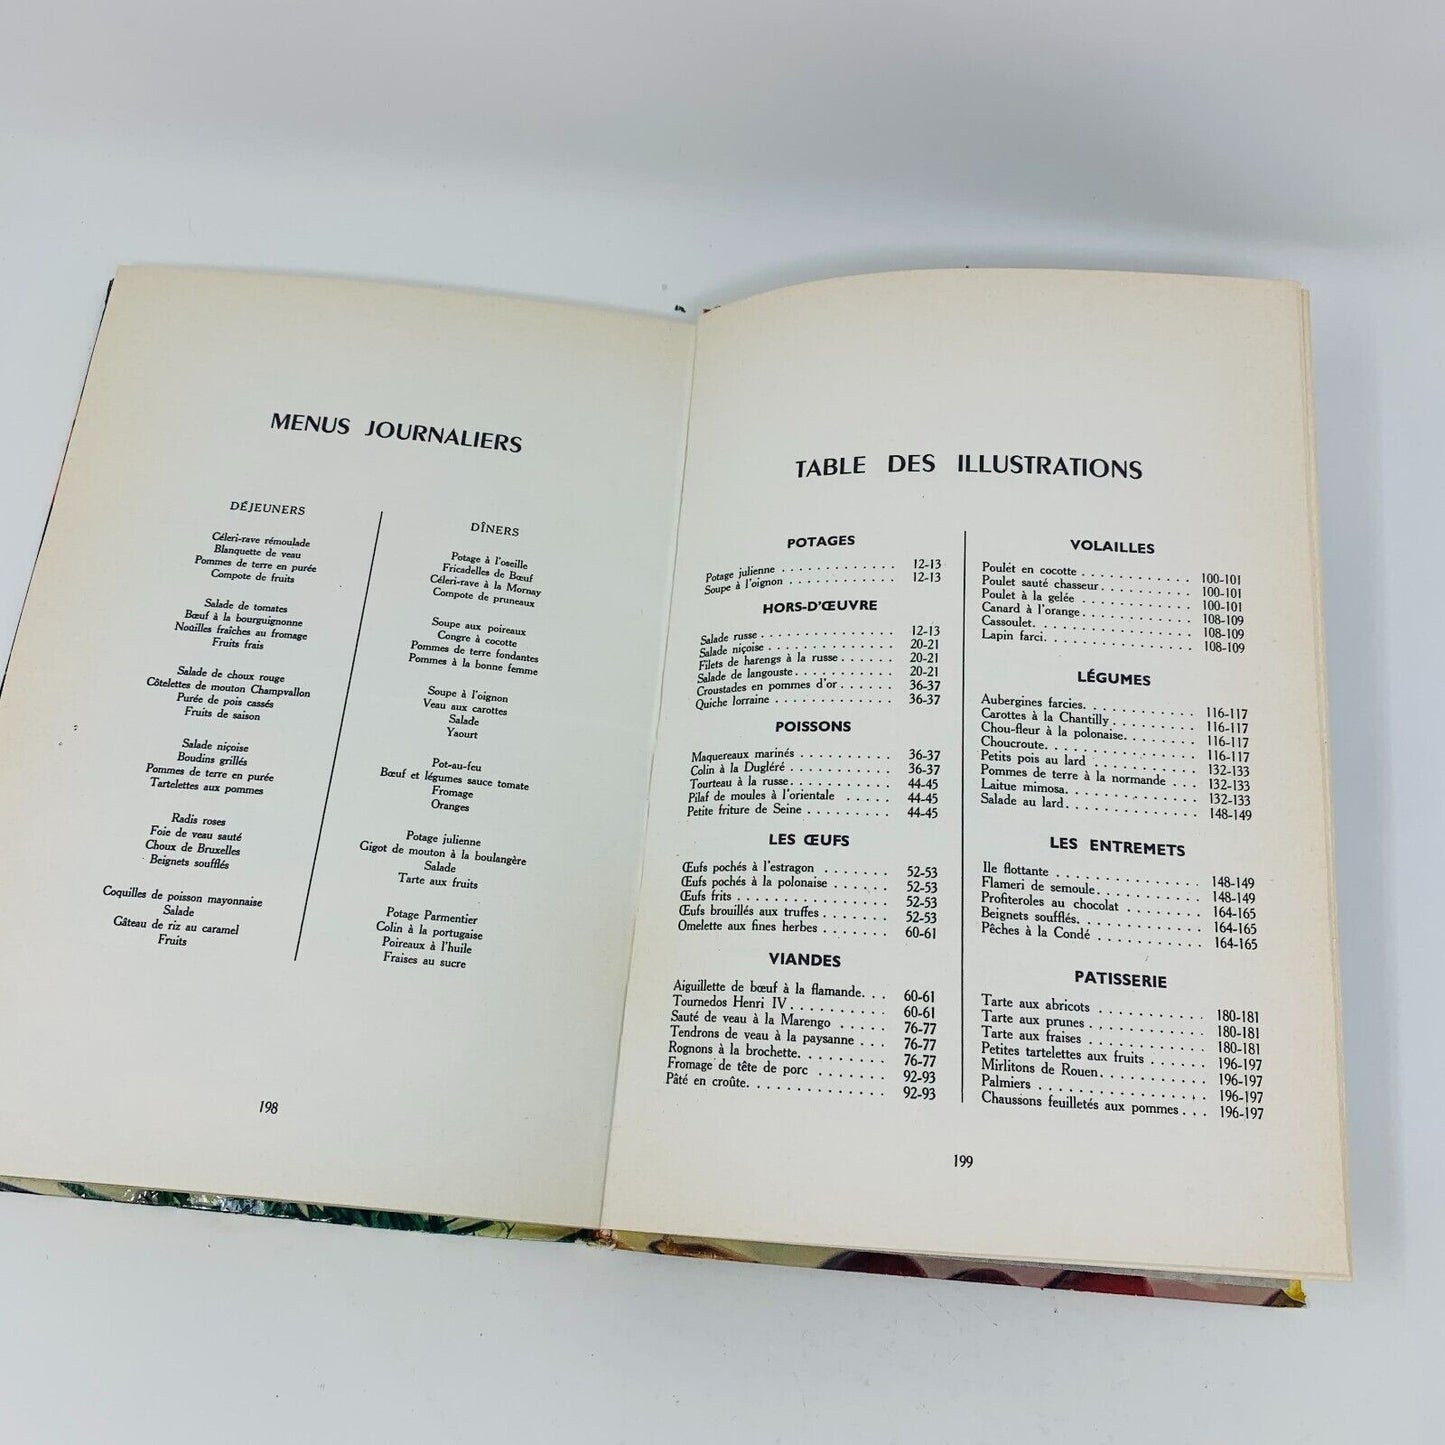 MENUS JOURNALIERS
DÉJEUNERS
Céleri-rave rémoulade
Blanquette de veau
Pommes de terre en purée
Compote de fruits
Salade de tomates
Bœuf à la bourguignonne
Nouilles fraîches au fromage
Fruits frais
Salade de choux rouge
Côtelettes de mouton Champvallon
Purée de pois cassés
Fruits de saison
Salade niçoise
Boudins grillés
Pommes de terre en purée
Tartelettes aux pommes
Radis roses
Foie de veau sauté
Choux de Bruxelles
Beignets soufflés
Coquilles de poisson mayonnaise
Salade
Gâteau de riz au caramel
Fruits
DÎNERS
Potage à l'oseille
Fricadelles de Bœuf
Céleri-rave à la Mornay
Compote de pruneaux
Soupe aux poireaux
Congre à cocotte
Pommes de terre fondantes
Pommes à la bonne femme
Soupe à l'oignon
Veau aux carottes
Salade
Yaourt
Pot-au-feu
Bœuf et légumes sauce tomate
Fromage
Oranges
Potage julienne
Gigot de mouton à la boulangère
Salade
Tarte aux fruits
Potage Parmentier
Colin à la portugaise
Poireaux à l'huile
Fraises au sucre
198
TABLE DES ILLUSTRATIONS
POTAGES
Potage julienne . . . . . . . . . . . . . 12-13
Soupe à l'oignon . . . . . . . . . . . . 12-13
HORS-D'ŒUVRE
Salade russe . . . . . . . . . . . . . . 12-13
Salade niçoise . . . . . . . . . . . . . 20-21
Filets de harengs à la russe . . . . . . 20-21
Salade de langouste . . . . . . . . . . 20-21
Croustades en pommes d'or . . . . . . 36-37
Quiche lorraine . . . . . . . . . . . . 36-37
POISSONS
Maquereaux marinés . . . . . . . . . . 36-37
Colin à la Dugléré . . . . . . . . . . . 36-37
Tourteau à la russe . . . . . . . . . . . 44-45
Pilaf de moules à l'orientale . . . . . . 44-45
Petite friture de Seine . . . . . . . . . 44-45
LES ŒUFS
Œufs pochés à l'estragon . . . . . . . 52-53
Œufs pochés à la polonaise . . . . . . 52-53
Œufs frits . . . . . . . . . . . . . . . 52-53
Œufs brouillés aux truffes . . . . . . . 52-53
Omelette aux fines herbes . . . . . . . 60-61
VIANDES
Aiguillette de bœuf à la flamande. . . 60-61
Tournedos Henri IV . . . . . . . . . . 60-61
Sauté de veau à la Marengo . . . . . 76-77
Tendrons de veau à la paysanne . . . 76-77
Rognons à la brochette. . . . . . . . . 76-77
Fromage de tête de porc . . . . . . . 92-93
Pâté en croûte. . . . . . . . . . . . . . 92-93
VOLAILLES
Poulet en cocotte . . . . . . . . . . . . 100-101
Poulet sauté chasseur . . . . . . . . . . 100-101
Poulet à la gelée . . . . . . . . . . . . 100-101
Canard à l'orange. . . . . . . . . . . . 108-109
Cassoulet. . . . . . . . . . . . . . . . . 108-109
Lapin farci. . . . . . . . . . . . . . . . 108-109
LÉGUMES
Aubergines farcies. . . . . . . . . . . . 116-117
Carottes à la Chantilly . . . . . . . . . 116-117
Chou-fleur à la polonaise. . . . . . . . 116-117
Choucroute. . . . . . . . . . . . . . . . 116-117
Petits pois au lard . . . . . . . . . . . 132-133
Pommes de terre à la normande . . . 132-133
Laitue mimosa. . . . . . . . . . . . . . 132-133
Salade au lard. . . . . . . . . . . . . . 148-149
LES ENTREMETS
Ile flottante . . . . . . . . . . . . . . . 148-149
Flameri de semoule. . . . . . . . . . . 148-149
Profiteroles au chocolat . . . . . . . . 164-165
Beignets soufflés. . . . . . . . . . . . . 164-165
Pêches à la Condé . . . . . . . . . . . 164-165
PATISSERIE
Tarte aux abricots . . . . . . . . . . . 180-181
Tarte aux prunes . . . . . . . . . . . . 180-181
Tarte aux fraises . . . . . . . . . . . . 180-181
Petites tartelettes aux fruits . . . . . . 196-197
Mirlitons de Rouen. . . . . . . . . . . 196-197
Palmiers . . . . . . . . . . . . . . . . . 196-197
Chaussons feuilletés aux pommes . . . 196-197
199